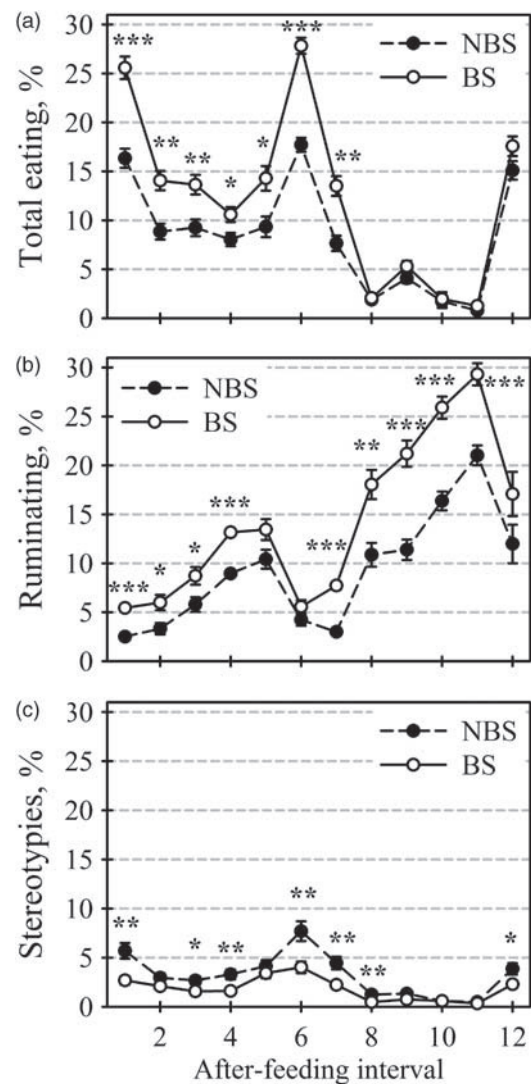 (a)
Total eating, %
30
25
20
15
10
5
0
NBS
BS
*** ** ** * * *** **
(b)
Ruminating, %
30
25
20
15
10
5
0
NBS
BS
*** * * *** *** ** *** *** ***
(c)
Stereotypies, %
30
25
20
15
10
5
0
NBS
BS
** * ** ** ** ** *
2 4 6 8 10 12
After-feeding interval